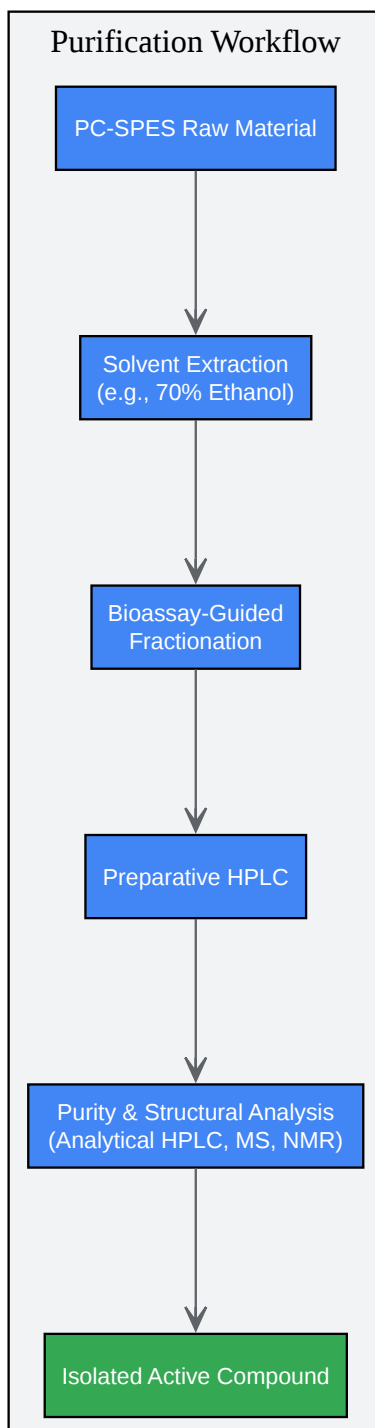 Purification Workflow
PC-SPES Raw Material
Solvent Extraction
(e.g., 70% Ethanol)
Bioassay-Guided
Fractionation
Preparative HPLC
Purity & Structural Analysis
(Analytical HPLC, MS, NMR)
Isolated Active Compound